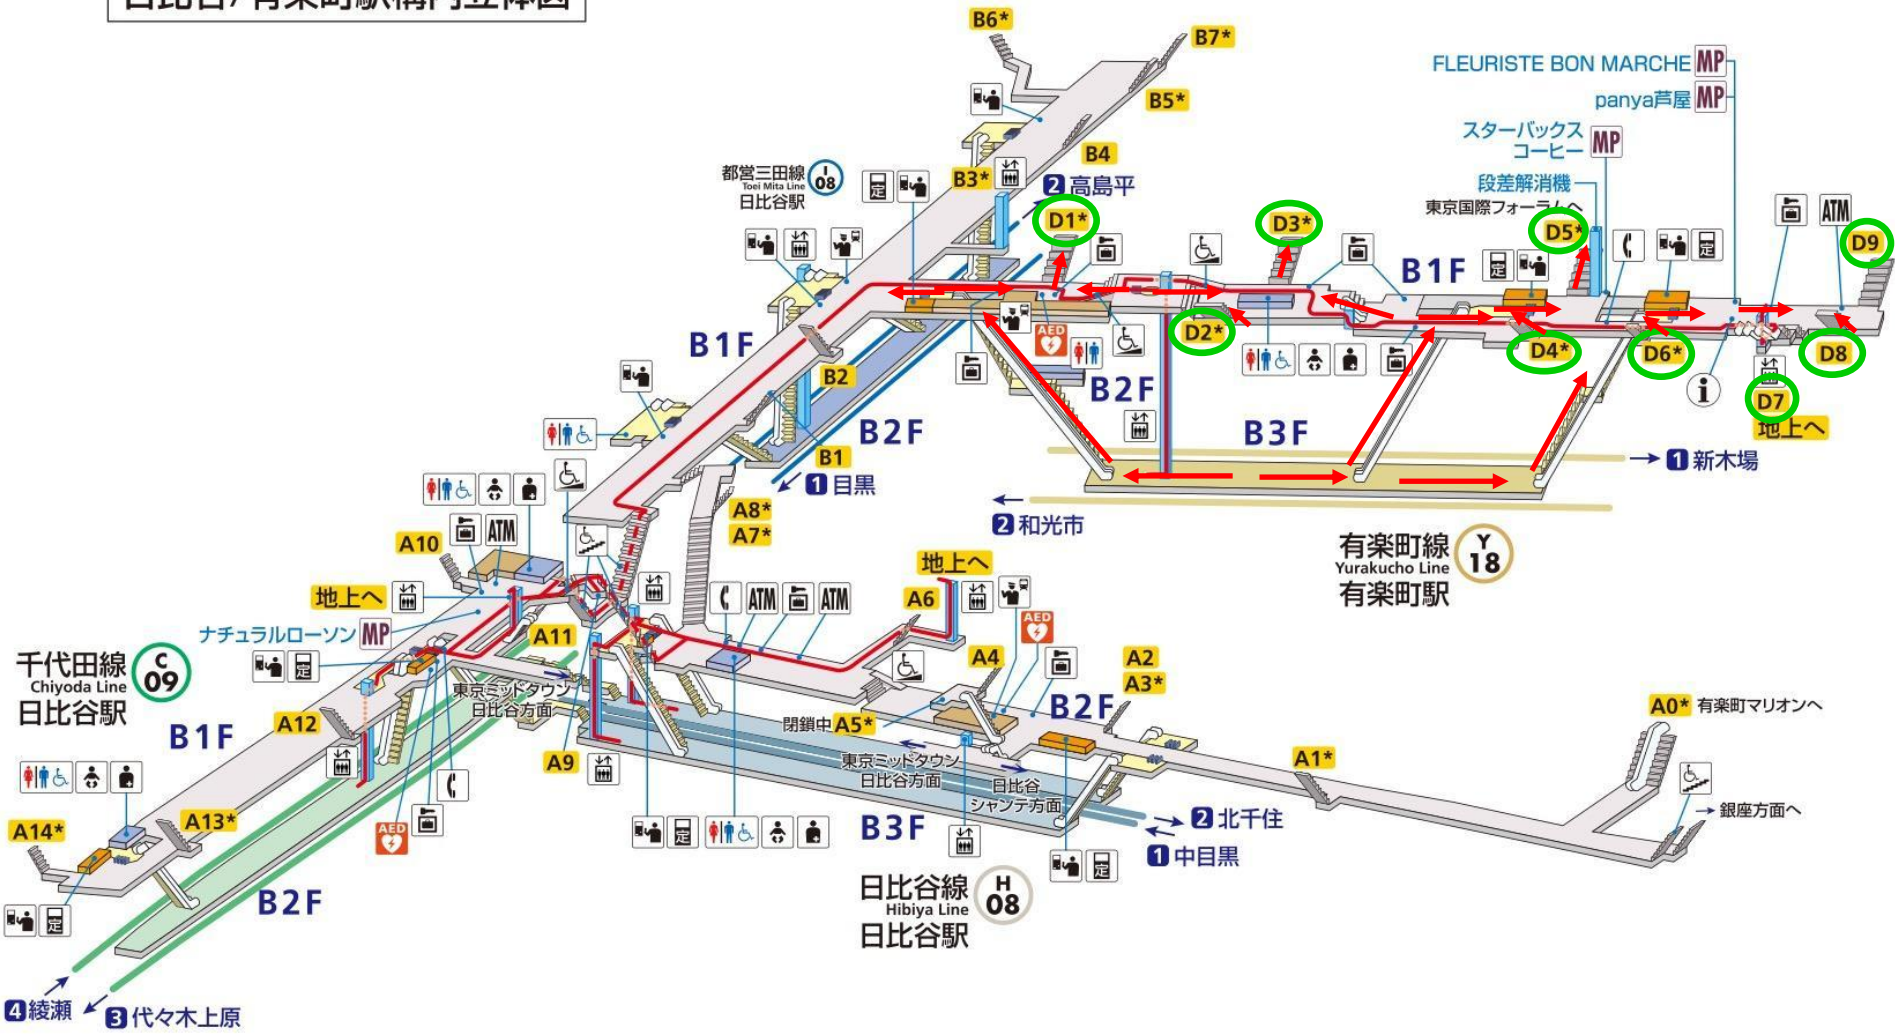 日比谷/有楽町駅構内立体図
B6*
B7*
B5*
B4
B3*
2 高島平
都営三田線
Toei Mita Line
日比谷駅
I
08
定
FLEURISTE BON MARCHE MP
panya芦屋 MP
スターバックス
コーヒー
MP
段差解消機
東京国際フォーラムへ
D1*
D3*
D5*
D9
ATM
B1F
定
定
D2*
D4*
D6*
D8
D7
地上へ
AED
i
B1F
B2
B2F
B2F
B1
1 目黒
B3F
1 新木場
2 和光市
有楽町線
Yurakucho Line
有楽町駅
Y
18
A8*
A7*
A10
ATM
地上へ
ナチュラルローソン MP
定
千代田線
Chiyoda Line
日比谷駅
C
09
A11
地上へ
A6
ATM
ATM
AED
A4
A2
A3*
B2F
東京ミッドタウン
日比谷方面
閉鎖中 A5*
東京ミッドタウン
日比谷方面
日比谷
シャンテ方面
A0* 有楽町マリオンへ
A1*
銀座方面へ
B1F
A12
A9
A13*
A14*
AED
定
定
定
B3F
B2F
2 北千住
1 中目黒
日比谷線
Hibiya Line
日比谷駅
H
08
4 綾瀬
3 代々木上原